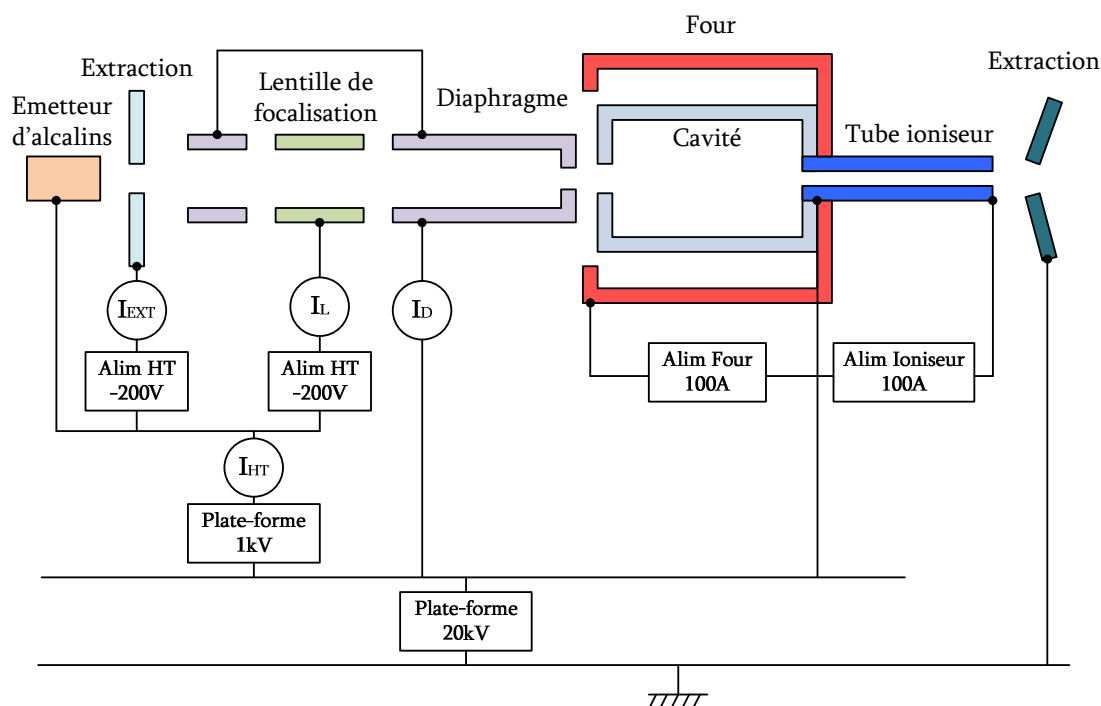 Four
Extraction
Extraction
Lentille de
focalisation
Diaphragme
Emetteur
d'alcalins
Cavité
Tube ioniseur
IEXT
IL
ID
Alim HT
-200V
Alim HT
-200V
Alim Four
100A
Alim Ioniseur
100A
IHT
Plate-forme
1kV
Plate-forme
20kV